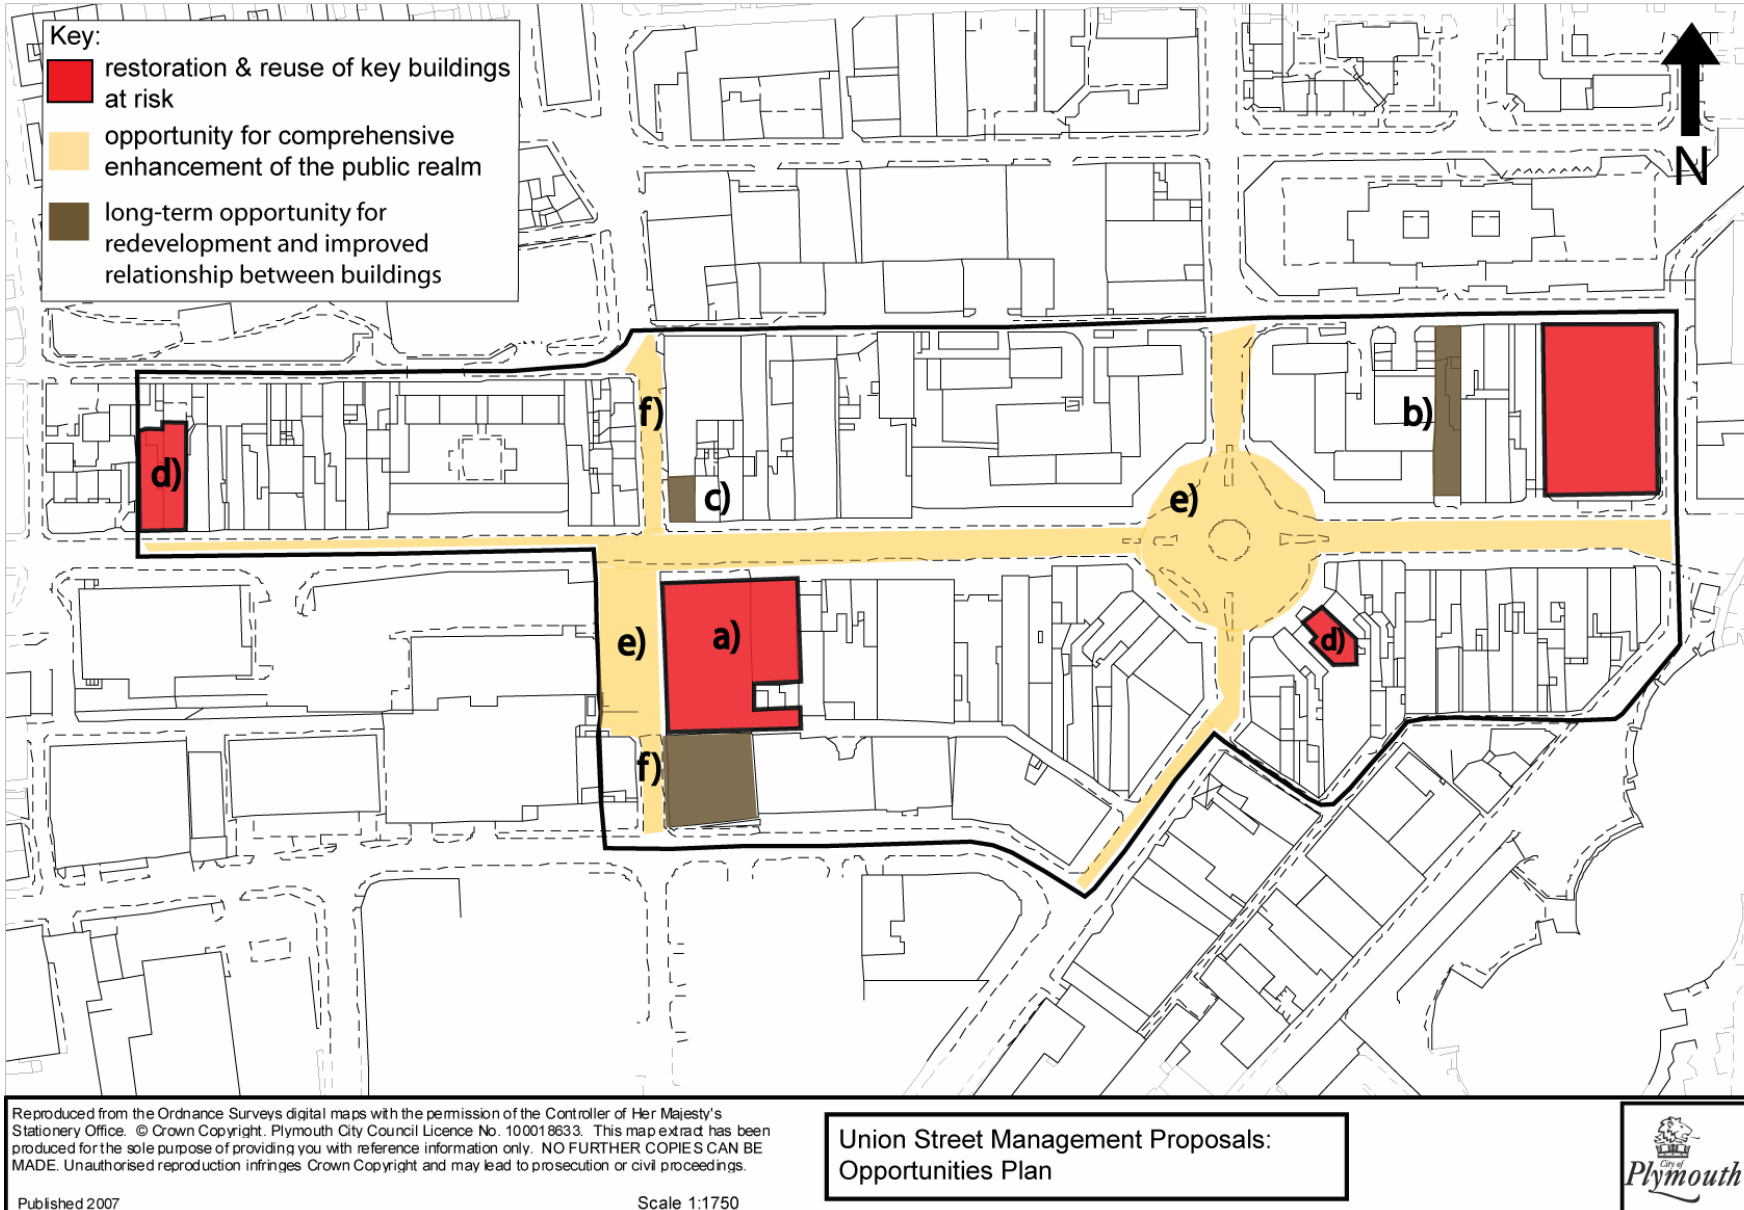 Key:
restoration & reuse of key buildings
at risk
opportunity for comprehensive
enhancement of the public realm
long-term opportunity for
redevelopment and improved
relationship between buildings
N
f)
b)
d)
c)
e)
e)
a)
d)
f)
Reproduced from the Ordnance Surveys digital maps with the permission of the Controller of Her Majesty's
Stationery Office. © Crown Copyright. Plymouth City Council Licence No. 100018633. This map extract has been
produced for the sole purpose of providing you with reference information only. NO FURTHER COPIES CAN BE
MADE. Unauthorised reproduction infringes Crown Copyright and may lead to prosecution or civil proceedings.
Published 2007
Scale 1:1750
Union Street Management Proposals:
Opportunities Plan
City of
Plymouth